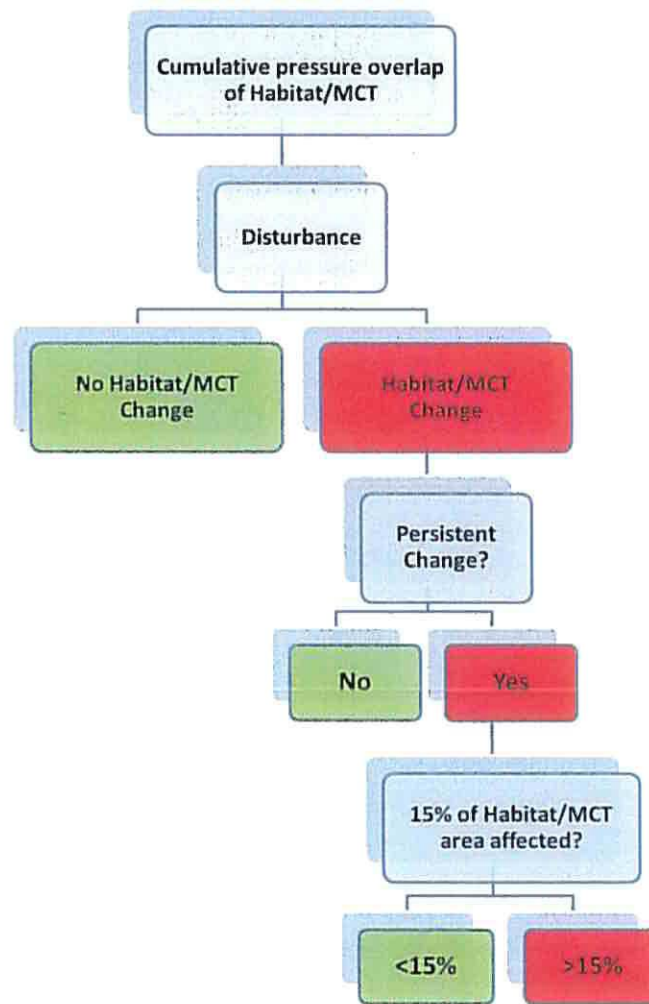 Cumulative pressure overlap
of Habitat/MCT
Disturbance
No Habitat/MCT
Change
Habitat/MCT
Change
Persistent
Change?
No
Yes
15% of Habitat/MCT
area affected?
<15%
>15%